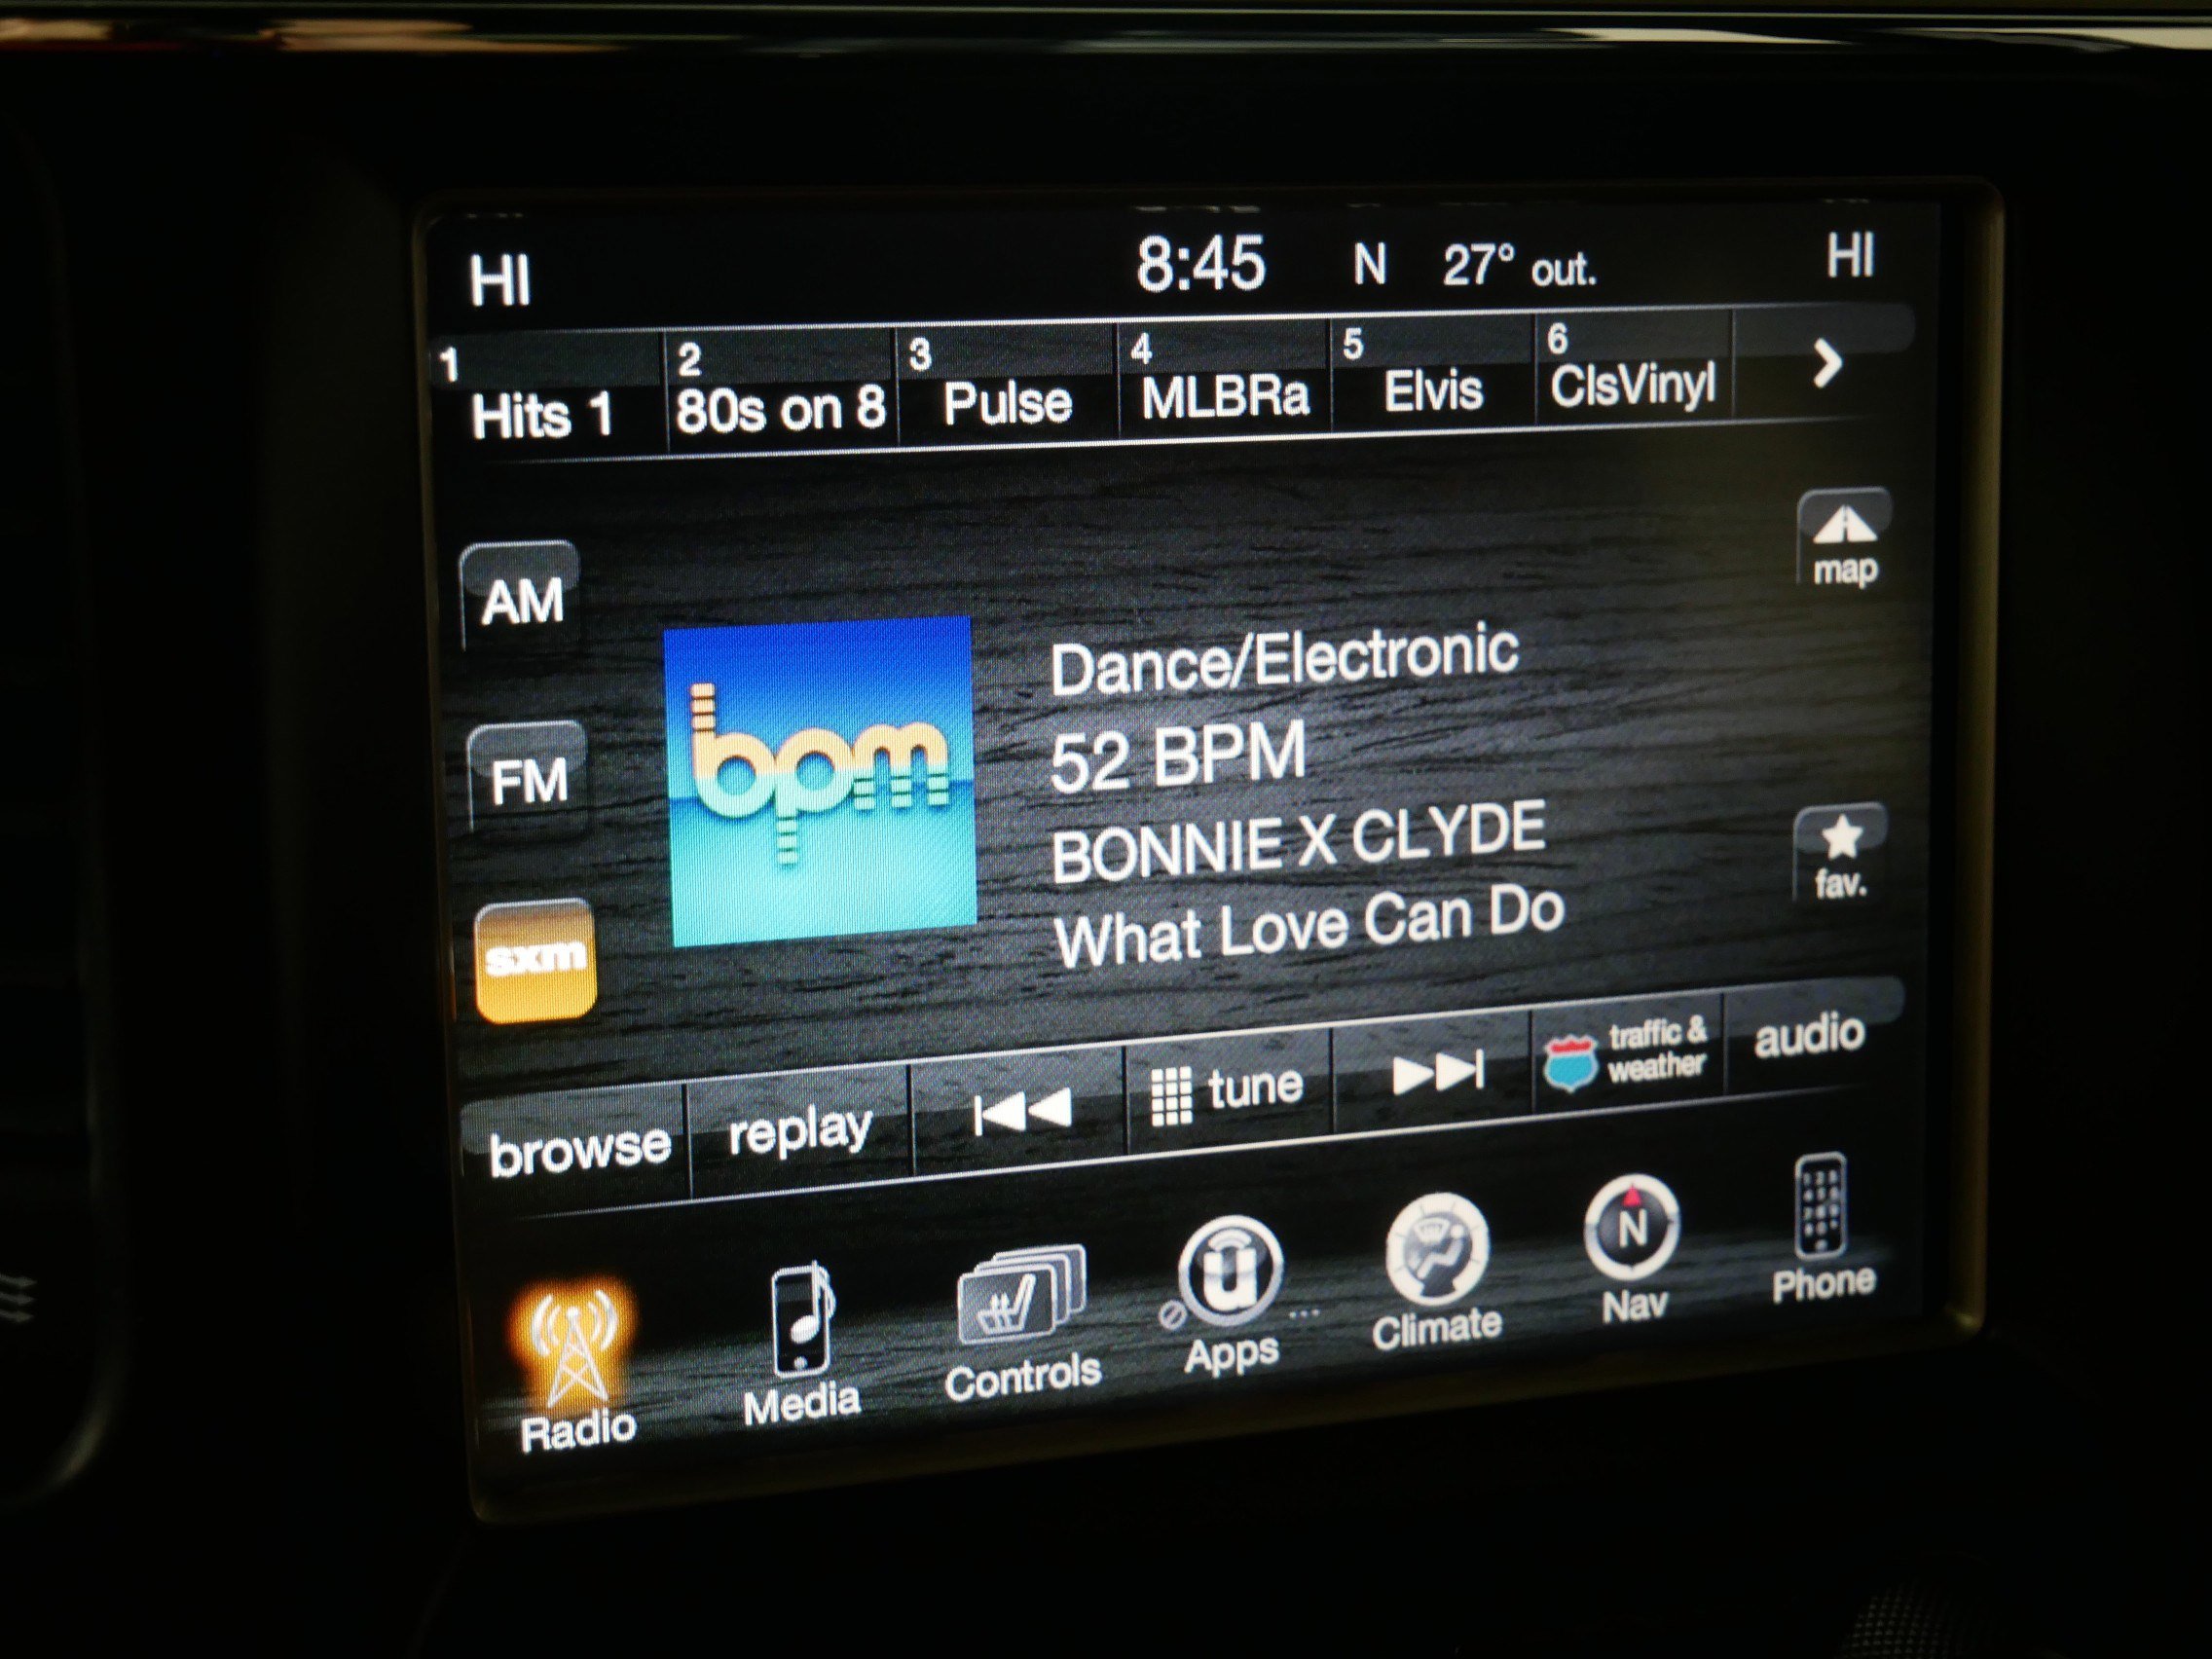 HI 8:45 N 27° out. HI
1 2 3 4 5 6
Hits 1 80s on 8 Pulse MLBRa Elvis ClsVinyl
map
AM
Dance/Electronic
bpm
52 BPM
FM
BONNIE X CLYDE
fav.
What Love Can Do
sxm
browse replay tune traffic & weather audio
u N
Radio Media Controls Apps ... Climate Nav Phone